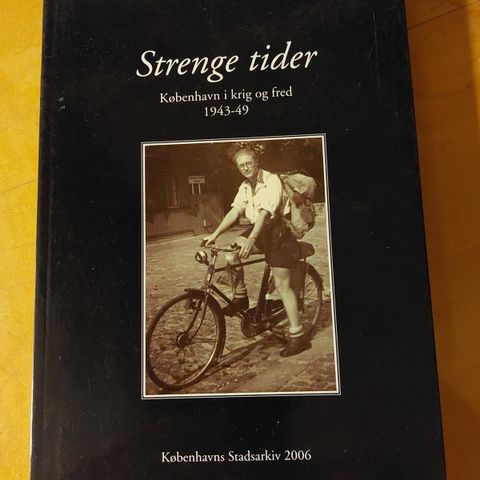 Strenge tider
København i krig og fred
1943-49
Københavns Stadsarkiv 2006